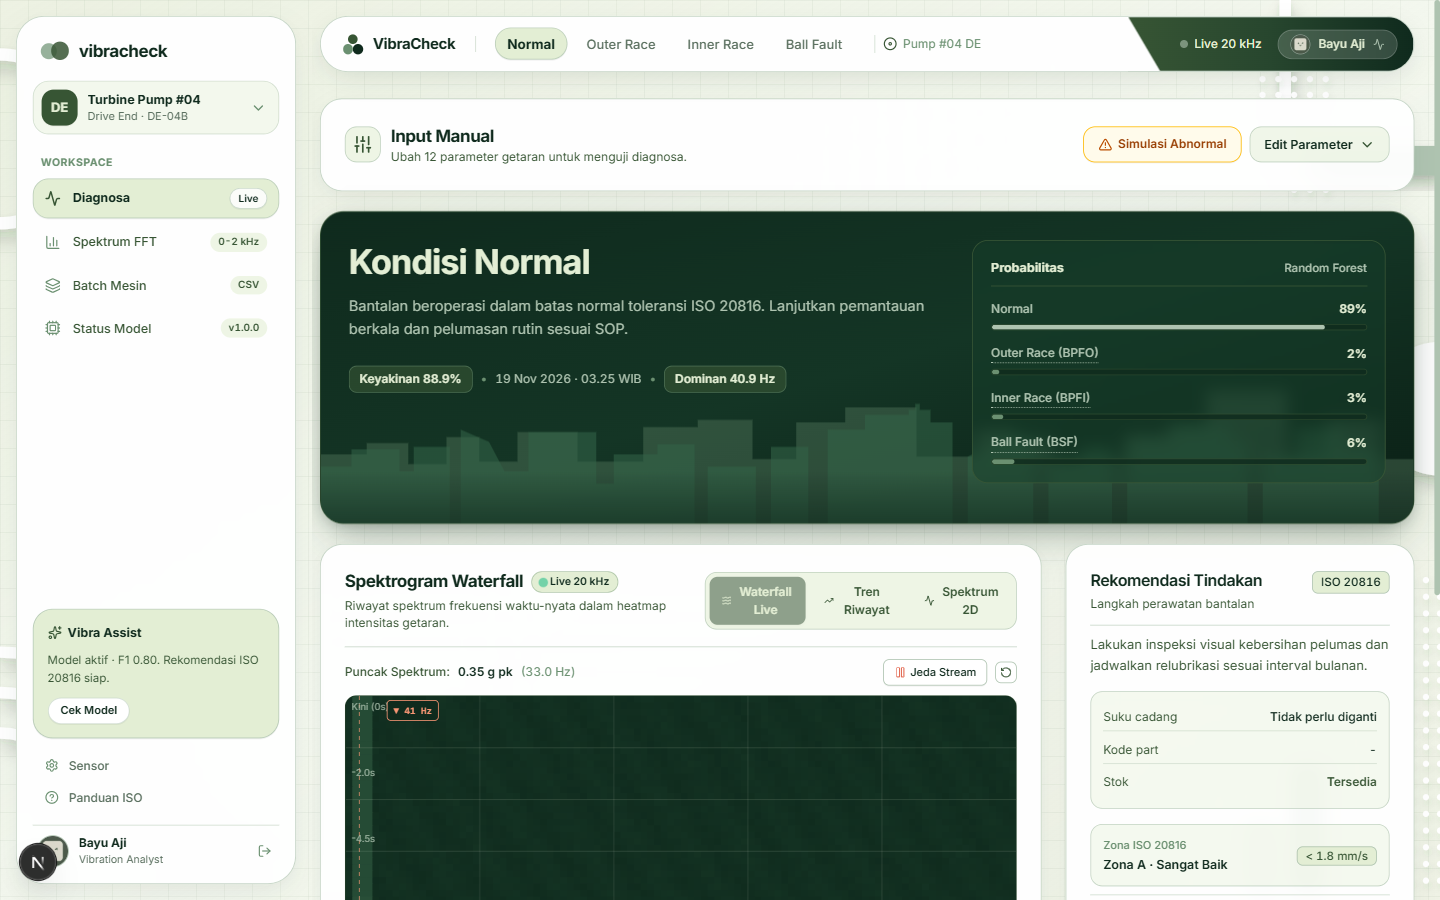 vibracheck
DE
Turbine Pump #04
Drive End · DE-04B
WORKSPACE
Diagnosa
Live
Spektrum FFT
0-2 kHz
Batch Mesin
CSV
Status Model
v1.0.0
Vibra Assist
Model aktif · F1 0.80. Rekomendasi ISO
20816 siap.
Cek Model
Sensor
Panduan ISO
Bayu Aji
Vibration Analyst
N
VibraCheck
Normal
Outer Race
Inner Race
Ball Fault
Pump #04 DE
Live 20 kHz
Bayu Aji
Input Manual
Ubah 12 parameter getaran untuk menguji diagnosa.
Simulasi Abnormal
Edit Parameter
Kondisi Normal
Bantalan beroperasi dalam batas normal toleransi ISO 20816. Lanjutkan pemantauan
berkala dan pelumasan rutin sesuai SOP.
Keyakinan 88.9% • 19 Nov 2026 · 03.25 WIB • Dominan 40.9 Hz
Probabilitas
Random Forest
Normal
89%
Outer Race (BPFO)
2%
Inner Race (BPFI)
3%
Ball Fault (BSF)
6%
Spektrogram Waterfall
Live 20 kHz
Riwayat spektrum frekuensi waktu-nyata dalam heatmap
intensitas getaran.
Waterfall
Live
Tren
Riwayat
Spektrum
2D
Puncak Spektrum: 0.35 g pk (33.0 Hz)
Jeda Stream
Kini (0s)
▼ 41 Hz
-2.0s
-4.5s
Rekomendasi Tindakan
ISO 20816
Langkah perawatan bantalan
Lakukan inspeksi visual kebersihan pelumas dan
jadwalkan relubrikasi sesuai interval bulanan.
Suku cadang
Tidak perlu diganti
Kode part
-
Stok
Tersedia
Zona ISO 20816
Zona A · Sangat Baik
< 1.8 mm/s